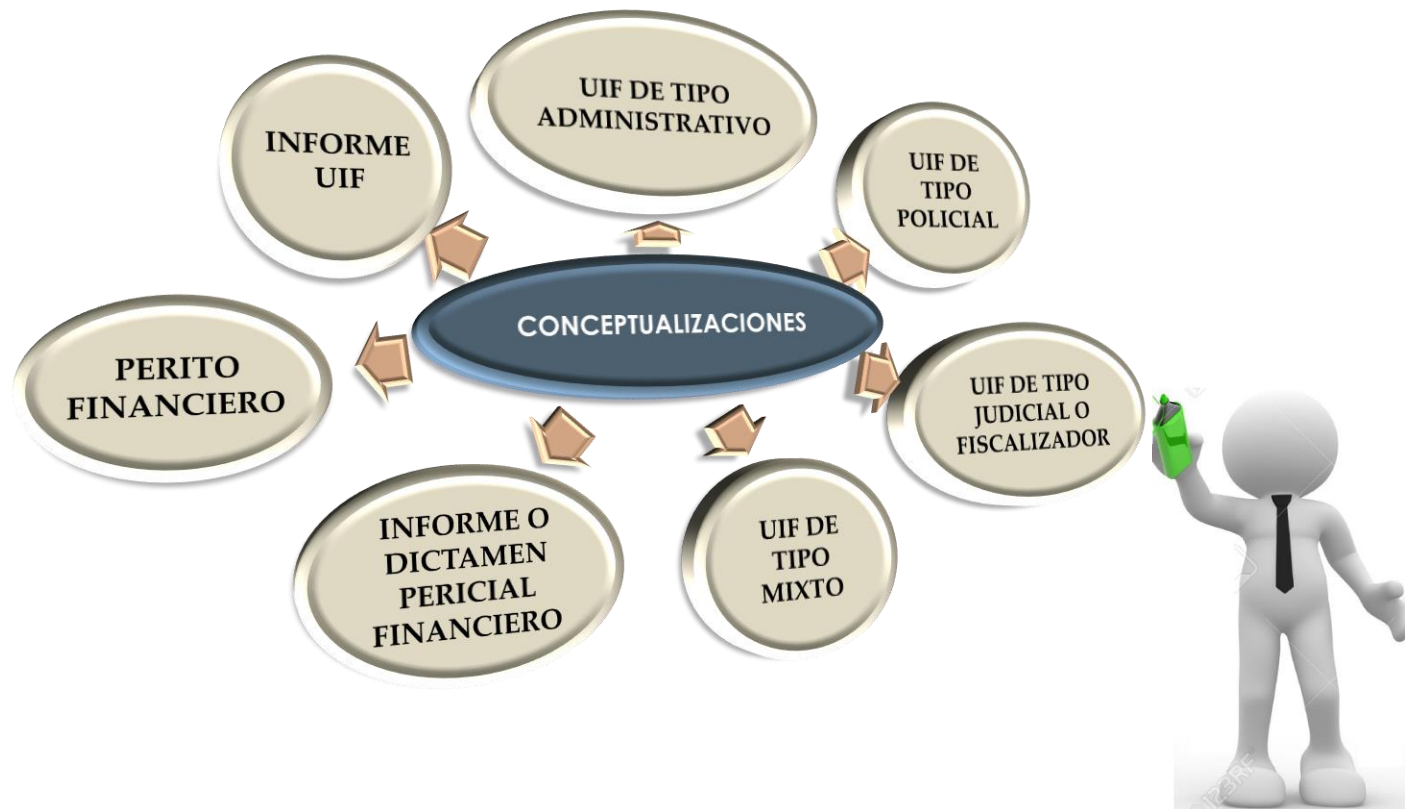 UIF DE TIPO
ADMINISTRATIVO
INFORME
UIF
UIF DE
TIPO
POLICIAL
CONCEPTUALIZACIONES
PERITO
FINANCIERO
UIF DE TIPO
JUDICIAL O
FISCALIZADOR
INFORME O
DICTAMEN
PERICIAL
FINANCIERO
UIF DE
TIPO
MIXTO